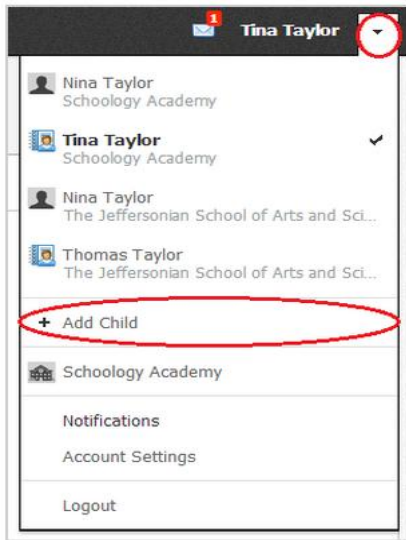 1
Tina Taylor
Nina Taylor
Schoology Academy
Tina Taylor
Schoology Academy
Nina Taylor
The Jeffersonian School of Arts and Sci...
Thomas Taylor
The Jeffersonian School of Arts and Sci...
+ Add Child
Schoology Academy
Notifications
Account Settings
Logout